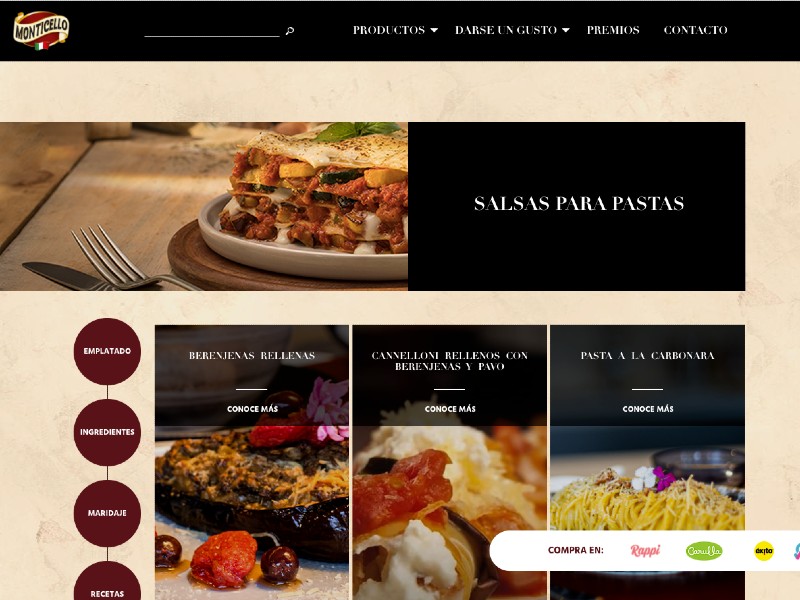 MONTICELLO
PRODUCTOS DARSE UN GUSTO PREMIOS CONTACTO
SALSAS PARA PASTAS
EMPLATADO
INGREDIENTES
MARIDAJE
RECETAS
BERENJENAS RELLENAS
CONOCE MÁS
CANNELLONI RELLENOS CON
BERENJENAS Y PAVO
CONOCE MÁS
PASTA A LA CARBONARA
CONOCE MÁS
COMPRA EN: Rappi Carulla éxito